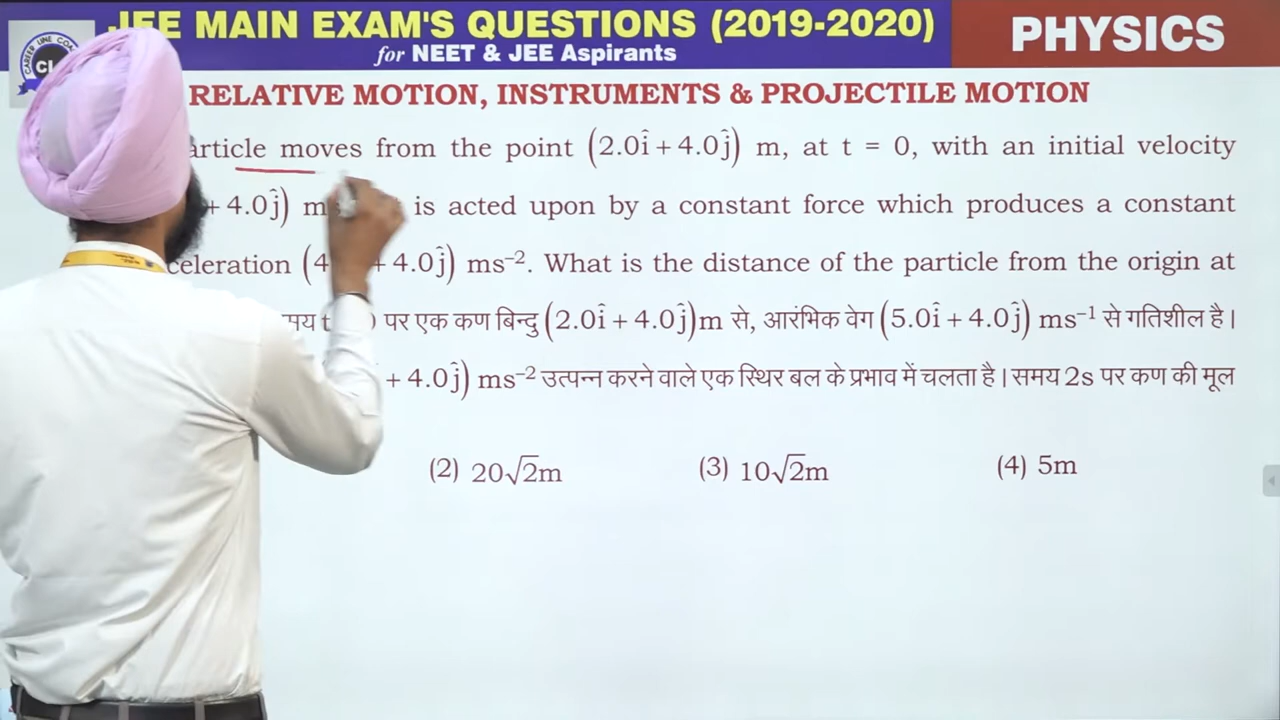 JEE MAIN EXAM'S QUESTIONS (2019-2020)
for NEET & JEE Aspirants
PHYSICS
RELATIVE MOTION, INSTRUMENTS & PROJECTILE MOTION
article moves from the point (2.0î + 4.0ĵ) m, at t = 0, with an initial velocity
+ 4.0ĵ) m is acted upon by a constant force which produces a constant
celeration (4 + 4.0ĵ) ms⁻². What is the distance of the particle from the origin at
मय t पर एक कण बिन्दु (2.0î + 4.0ĵ)m से, आरंभिक वेग (5.0î + 4.0ĵ) ms⁻¹ से गतिशील है।
+ 4.0ĵ) ms⁻² उत्पन्न करने वाले एक स्थिर बल के प्रभाव में चलता है। समय 2s पर कण की मूल
(2) 20√2m (3) 10√2m (4) 5m